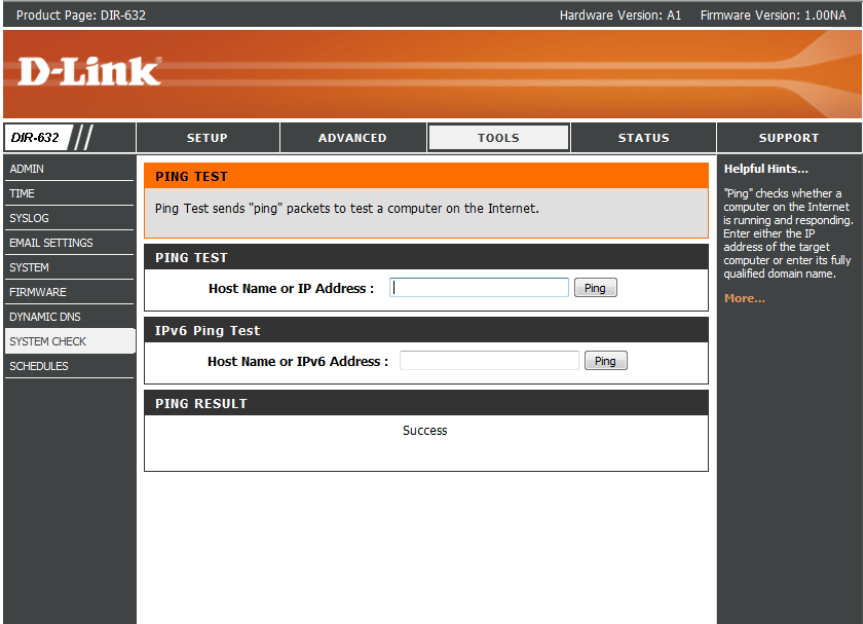 Product Page: DIR-632
Hardware Version: A1
Firmware Version: 1.00NA
D-Link
DIR-632
SETUP
ADVANCED
TOOLS
STATUS
SUPPORT
ADMIN
TIME
SYSLOG
EMAIL SETTINGS
SYSTEM
FIRMWARE
DYNAMIC DNS
SYSTEM CHECK
SCHEDULES
PING TEST
Ping Test sends "ping" packets to test a computer on the Internet.
PING TEST
Host Name or IP Address :
Ping
IPv6 Ping Test
Host Name or IPv6 Address :
Ping
PING RESULT
Success
Helpful Hints...
"Ping" checks whether a
computer on the Internet
is running and responding.
Enter either the IP
address of the target
computer or enter its fully
qualified domain name.
More...